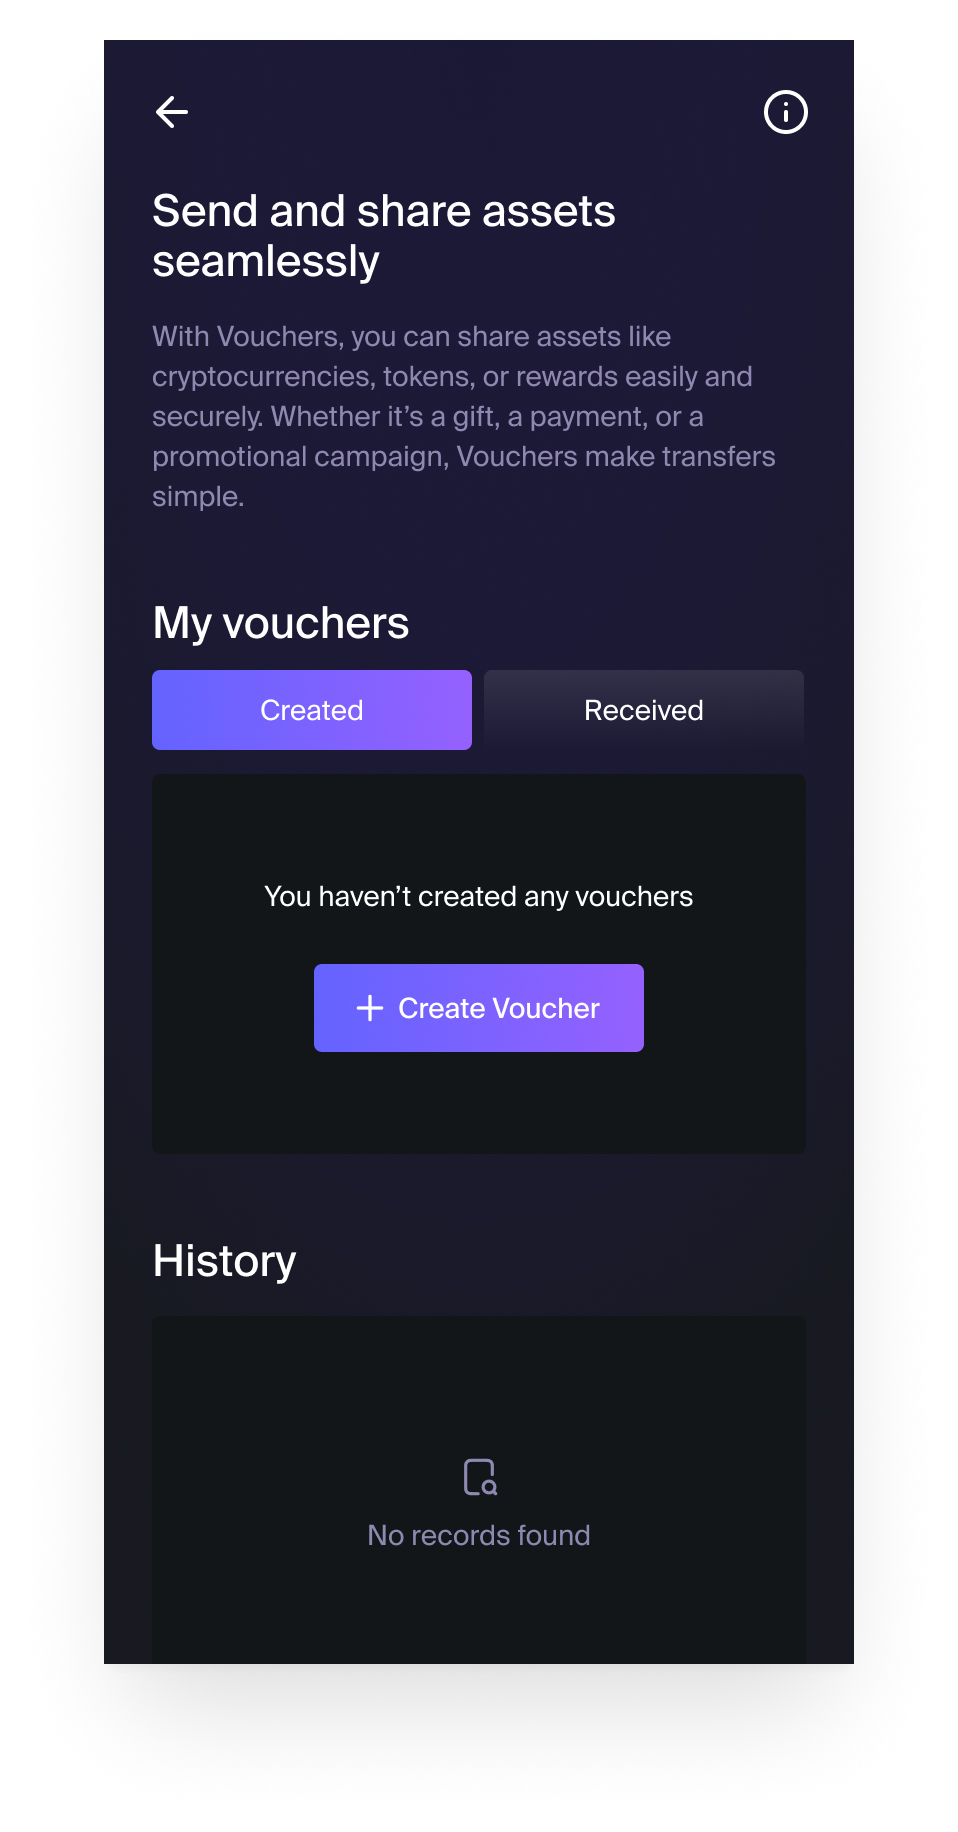 Send and share assets
seamlessly
With Vouchers, you can share assets like
cryptocurrencies, tokens, or rewards easily and
securely. Whether it’s a gift, a payment, or a
promotional campaign, Vouchers make transfers
simple.
My vouchers
Created
Received
You haven’t created any vouchers
Create Voucher
History
No records found